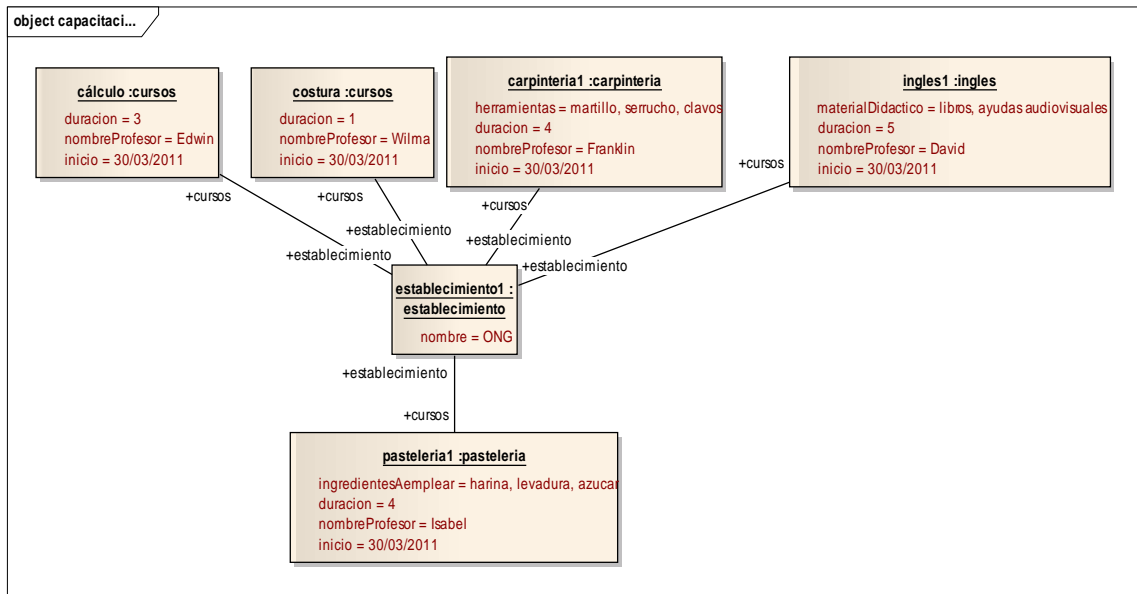 object capacitaci...
cálculo :cursos
duracion = 3
nombreProfesor = Edwin
inicio = 30/03/2011
costura :cursos
duracion = 1
nombreProfesor = Wilma
inicio = 30/03/2011
carpinteria1 :carpinteria
herramientas = martillo, serrucho, clavos
duracion = 4
nombreProfesor = Franklin
inicio = 30/03/2011
ingles1 :ingles
materialDidactico = libros, ayudas audiovisuales
duracion = 5
nombreProfesor = David
inicio = 30/03/2011
+cursos
+cursos
+cursos
+cursos
+establecimiento
+establecimiento
+establecimiento
+establecimiento
establecimiento1 :
establecimiento
nombre = ONG
+establecimiento
+cursos
pasteleria1 :pasteleria
ingredientesAemplear = harina, levadura, azucar
duracion = 4
nombreProfesor = Isabel
inicio = 30/03/2011